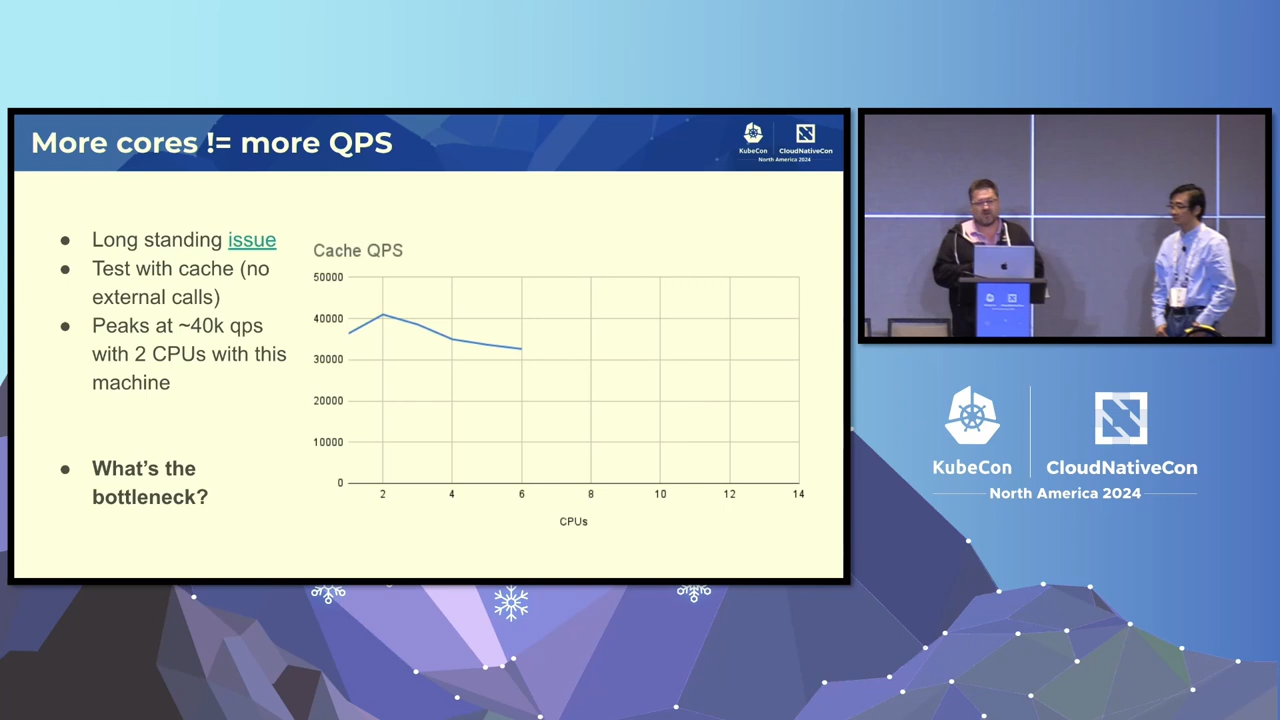 More cores != more QPS
KubeCon
CloudNativeCon
North America 2024
● Long standing issue
● Test with cache (no
external calls)
● Peaks at ~40k qps
with 2 CPUs with this
machine
● What's the
bottleneck?
Cache QPS
50000
40000
30000
20000
10000
0
2 4 6 8 10 12 14
CPUs
KubeCon
CloudNativeCon
North America 2024